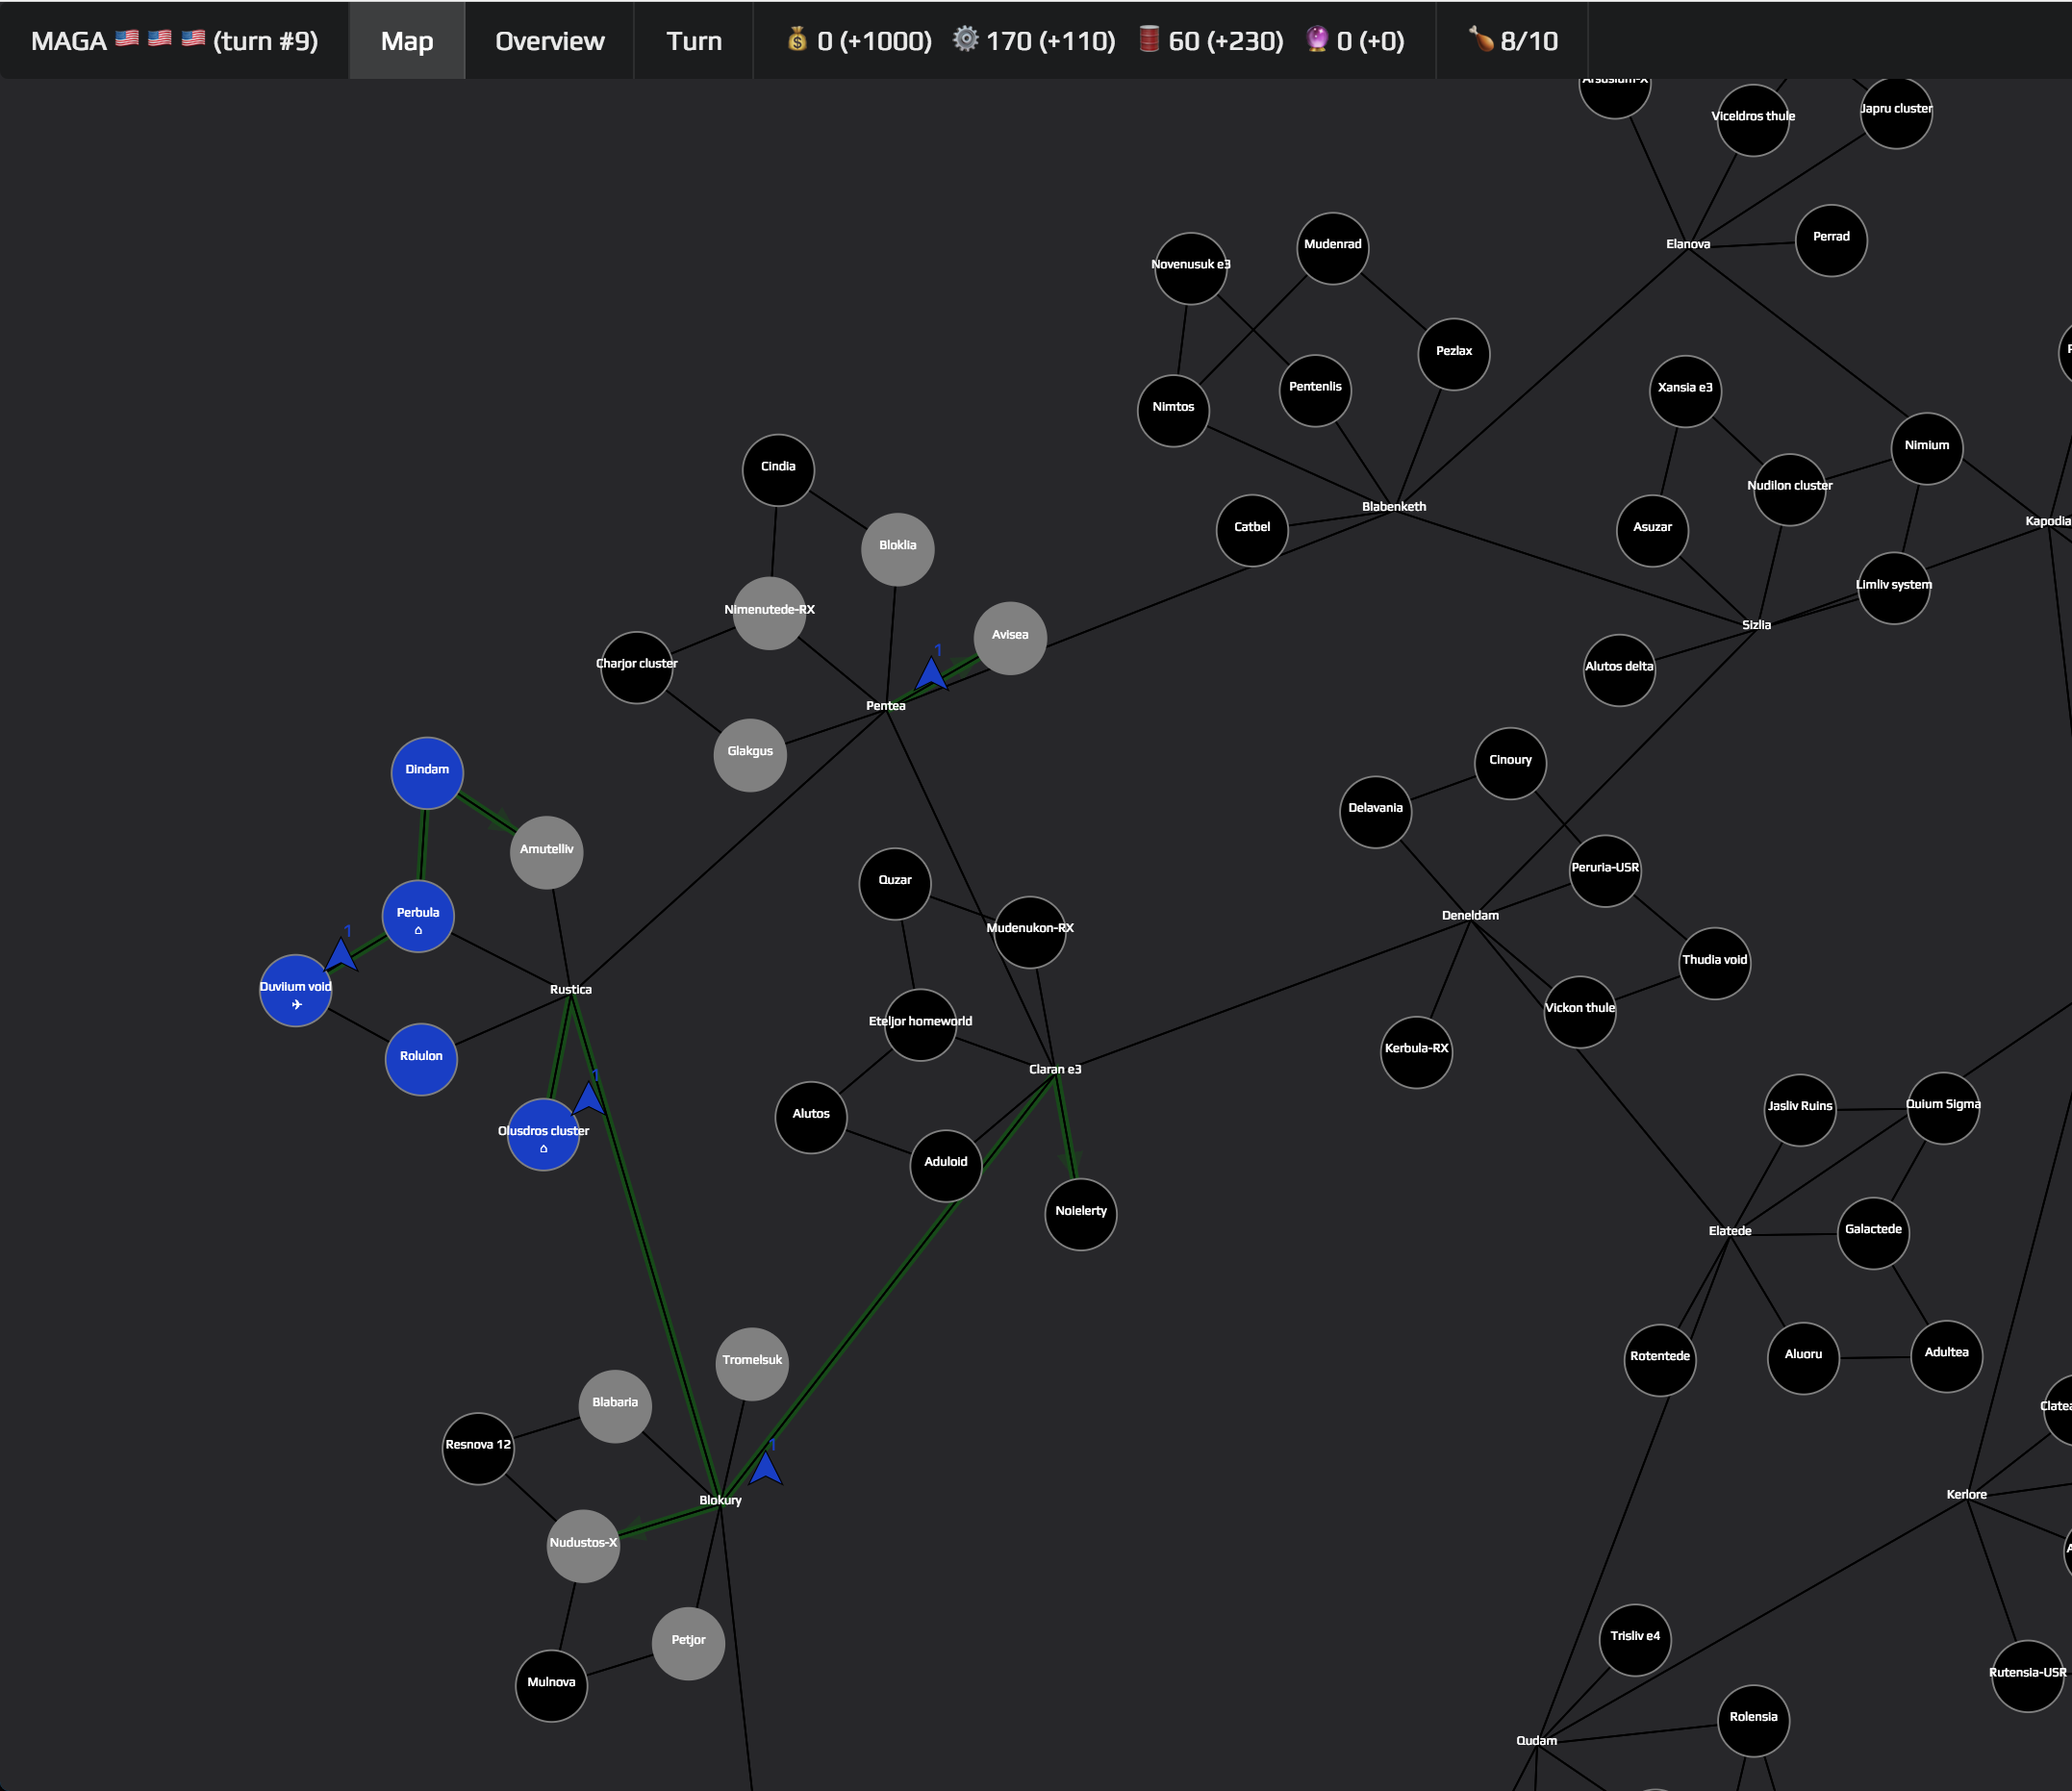 MAGA 🇺🇸 🇺🇸 🇺🇸 (turn #9) Map Overview Turn 💰 0 (+1000) ⚙️ 170 (+110) 🛢️ 60 (+230) 🔮 0 (+0) 🍗 8/10
Viceldros thule
Japru cluster
Elanova
Perrad
Mudenrad
Novenusuk e3
Pezlax
Pentenlis
Nimtos
Xansia e3
Nimium
Nudilon cluster
Cindia
Blabenketh
Catbel
Asuzar
Kapodia
Bloklia
Limliv system
Nimenutede-RX
Sizlia
Avisea
1
Charjor cluster
Alutos delta
Pentea
Glakgus
Cinoury
Dindam
Delavania
Amutelliv
Peruria-USR
Quzar
Perbula
Deneldam
Mudenukon-RX
1
Thudia void
Duviium void
Rustica
Vickon thule
Eteljor homeworld
Kerbula-RX
Rolulon
Claran e3
1
Jasliv Ruins
Quium Sigma
Alutos
Olusdros cluster
Aduloid
Noielerty
Galactede
Elatede
Adultea
Aluoru
Rotentede
Tromelsuk
Blabaria
Resnova 12
1
Kerlore
Blokury
Nudustos-X
Trisliv e4
Petjor
Rutensia-USR
Mulnova
Rolensia
Qudam